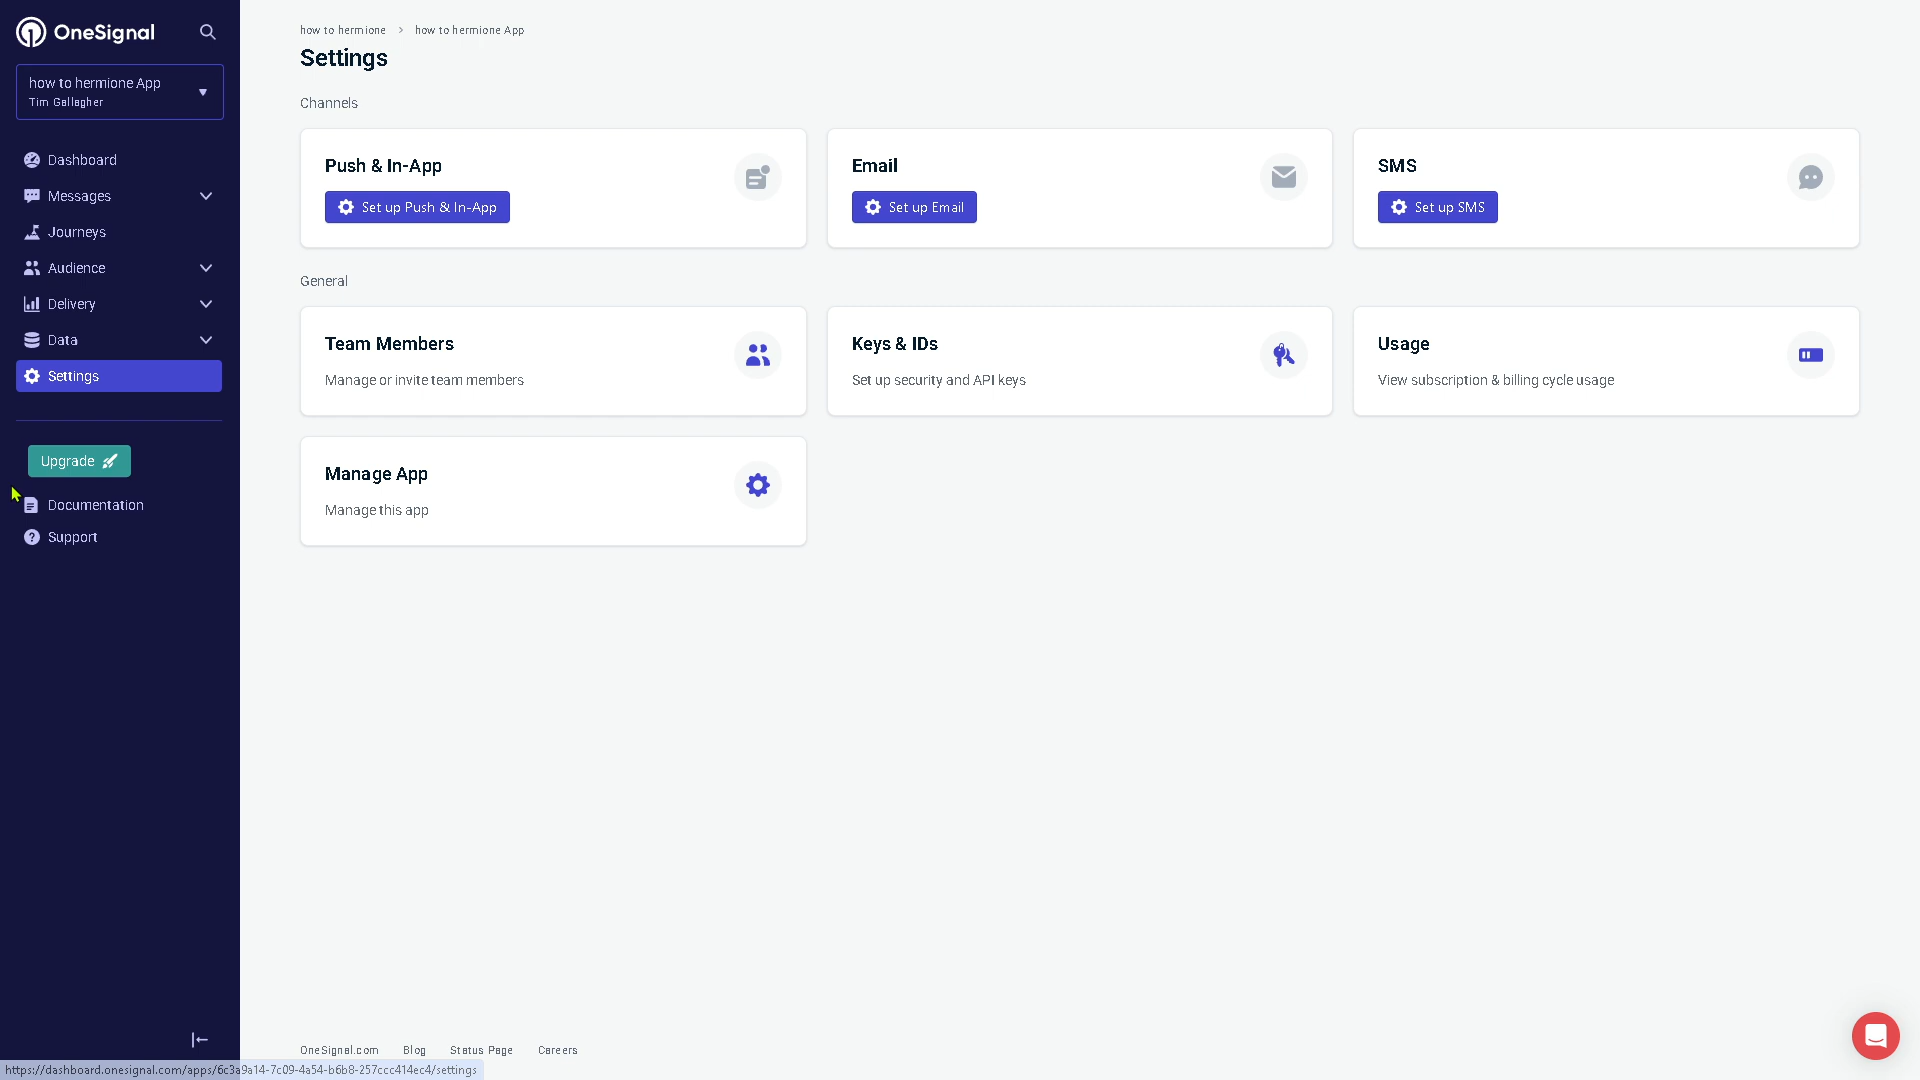 OneSignal
how to hermione App
Tim Gallagher
Dashboard
Messages
Journeys
Audience
Delivery
Data
Settings
Upgrade
Documentation
Support
how to hermione > how to hermione App
Settings
Channels
Push & In-App
Set up Push & In-App
Email
Set up Email
SMS
Set up SMS
General
Team Members
Manage or invite team members
Keys & IDs
Set up security and API keys
Usage
View subscription & billing cycle usage
Manage App
Manage this app
OneSignal.com Blog Status Page Careers
https://dashboard.onesignal.com/apps/6c3a9a14-7c09-4a54-b6b8-257ccc414ec4/settings